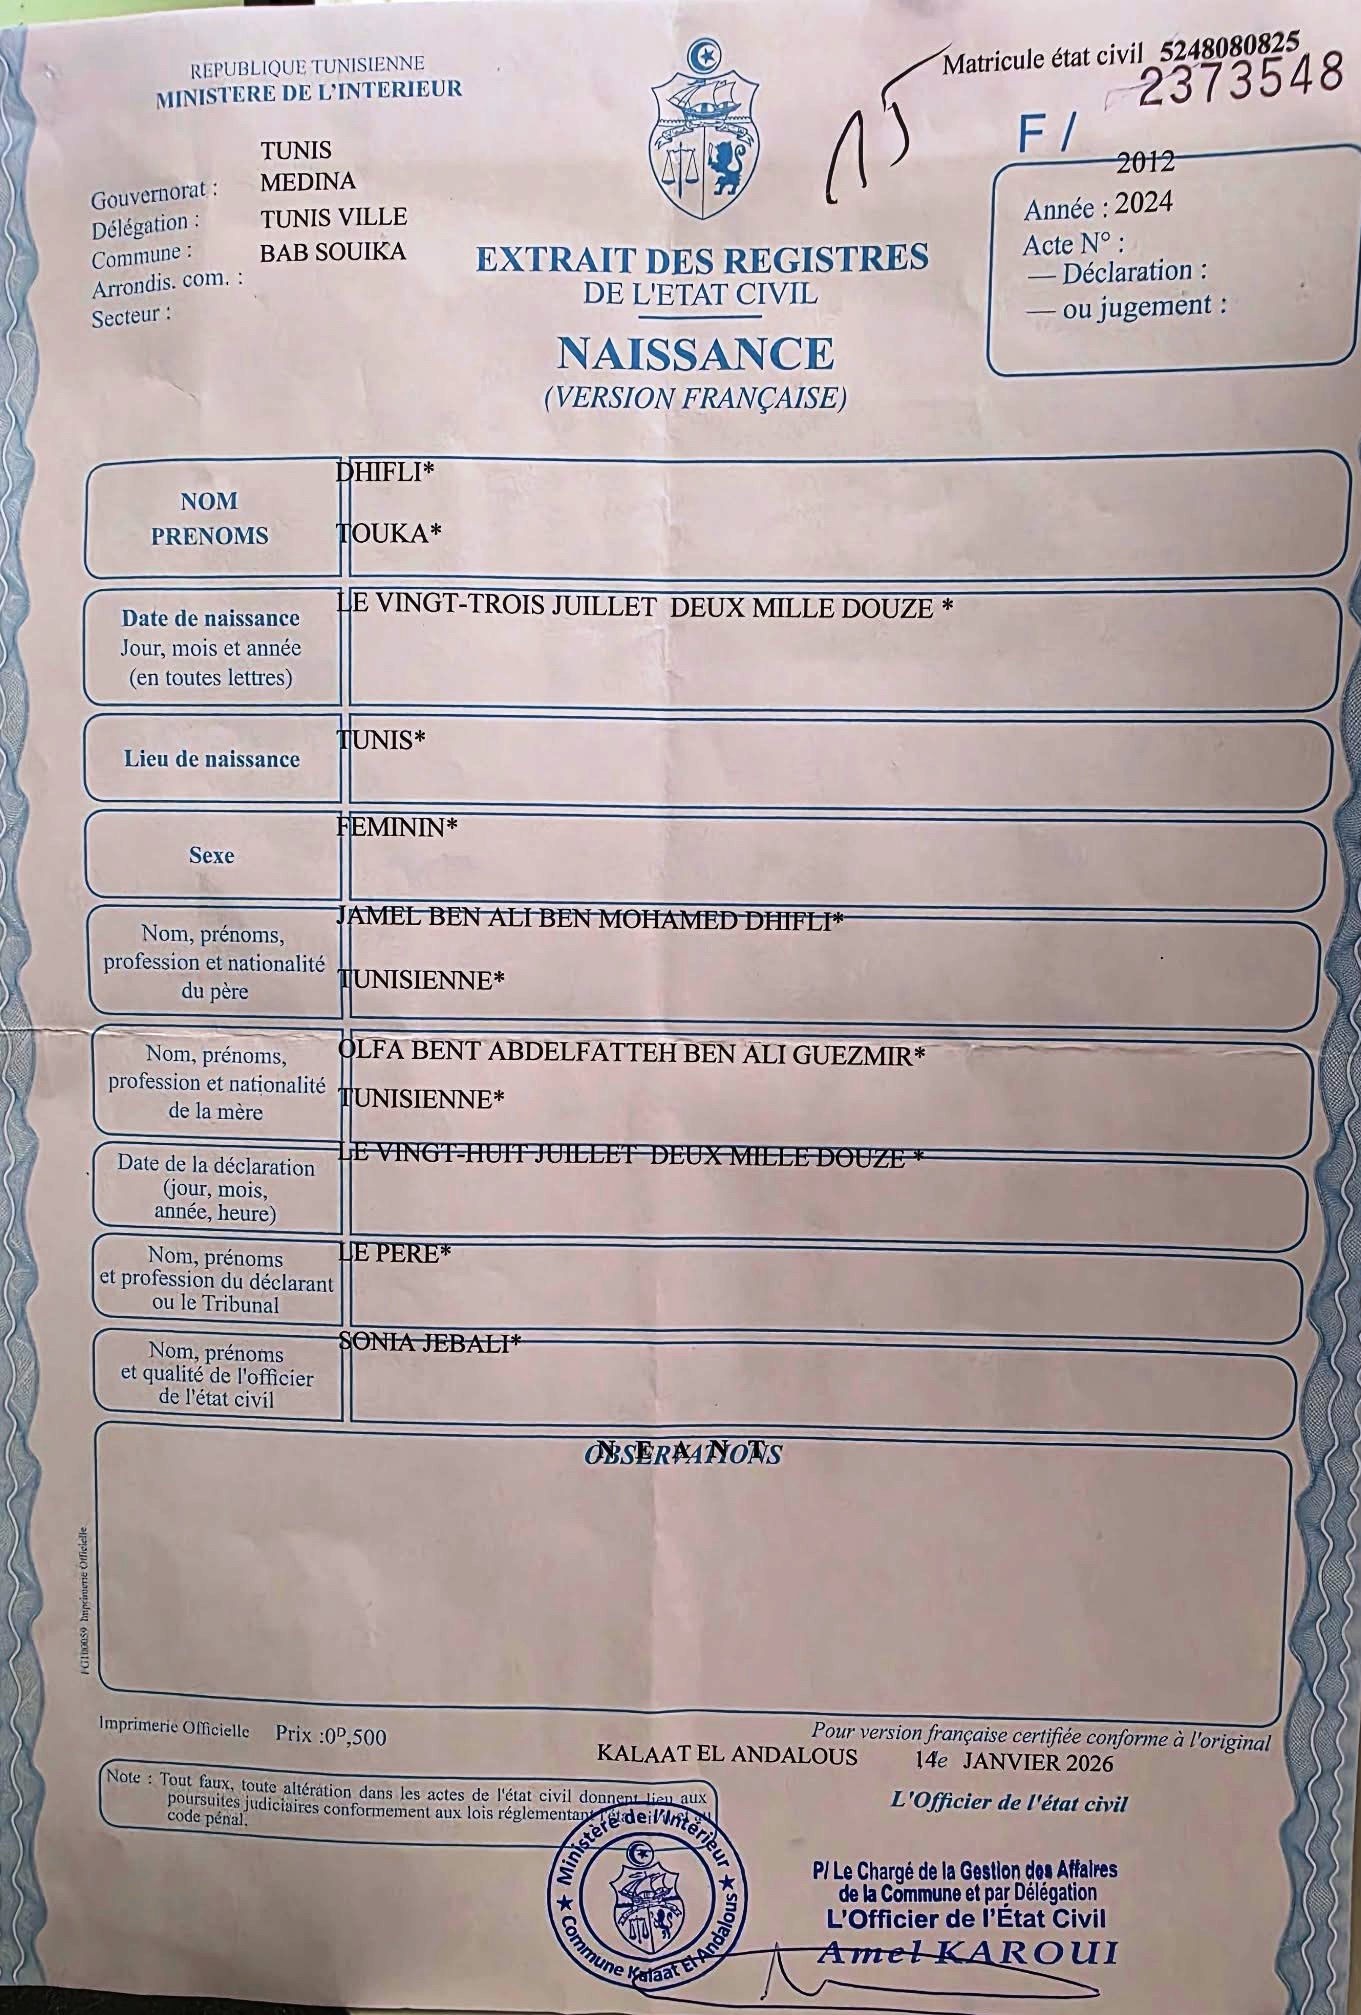 REPUBLIQUE TUNISIENNE
MINISTERE DE L'INTERIEUR
Matricule état civil 5248080825
2373548
15
F /
TUNIS
Gouvernorat : MEDINA
Délégation : TUNIS VILLE
Commune : BAB SOUIKA
Arrondis. com. :
Secteur :
2012
Année : 2024
Acte N° :
— Déclaration :
— ou jugement :
EXTRAIT DES REGISTRES
DE L'ETAT CIVIL
NAISSANCE
(VERSION FRANÇAISE)
NOM
PRENOMS
DHIFLI*
TOUKA*
Date de naissance
Jour, mois et année
(en toutes lettres)
LE VINGT-TROIS JUILLET DEUX MILLE DOUZE *
Lieu de naissance
TUNIS*
Sexe
FEMININ*
Nom, prénoms,
profession et nationalité
du père
JAMEL BEN ALI BEN MOHAMED DHIFLI*
TUNISIENNE*
Nom, prénoms,
profession et nationalité
de la mère
OLFA BENT ABDELFATTEH BEN ALI GUEZMIR*
TUNISIENNE*
Date de la déclaration
(jour, mois,
année, heure)
LE VINGT-HUIT JUILLET DEUX MILLE DOUZE *
Nom, prénoms
et profession du déclarant
ou le Tribunal
LE PERE*
Nom, prénoms
et qualité de l'officier
de l'état civil
SONIA JEBALI*
OBSERVATIONS
N E A N T
FG100059 Imprimerie Officielle
Imprimerie Officielle Prix :0D,500
Pour version française certifiée conforme à l'original
KALAAT EL ANDALOUS 14e JANVIER 2026
Note : Tout faux, toute altération dans les actes de l'état civil donnent lieu aux
poursuites judiciaires conformement aux lois réglementant
code pénal.
L'Officier de l'état civil
Ministère de l'Intérieur
Commune Kalaat El Andalous
P/ Le Chargé de la Gestion des Affaires
de la Commune et par Délégation
L'Officier de l'État Civil
Amel KAROUI